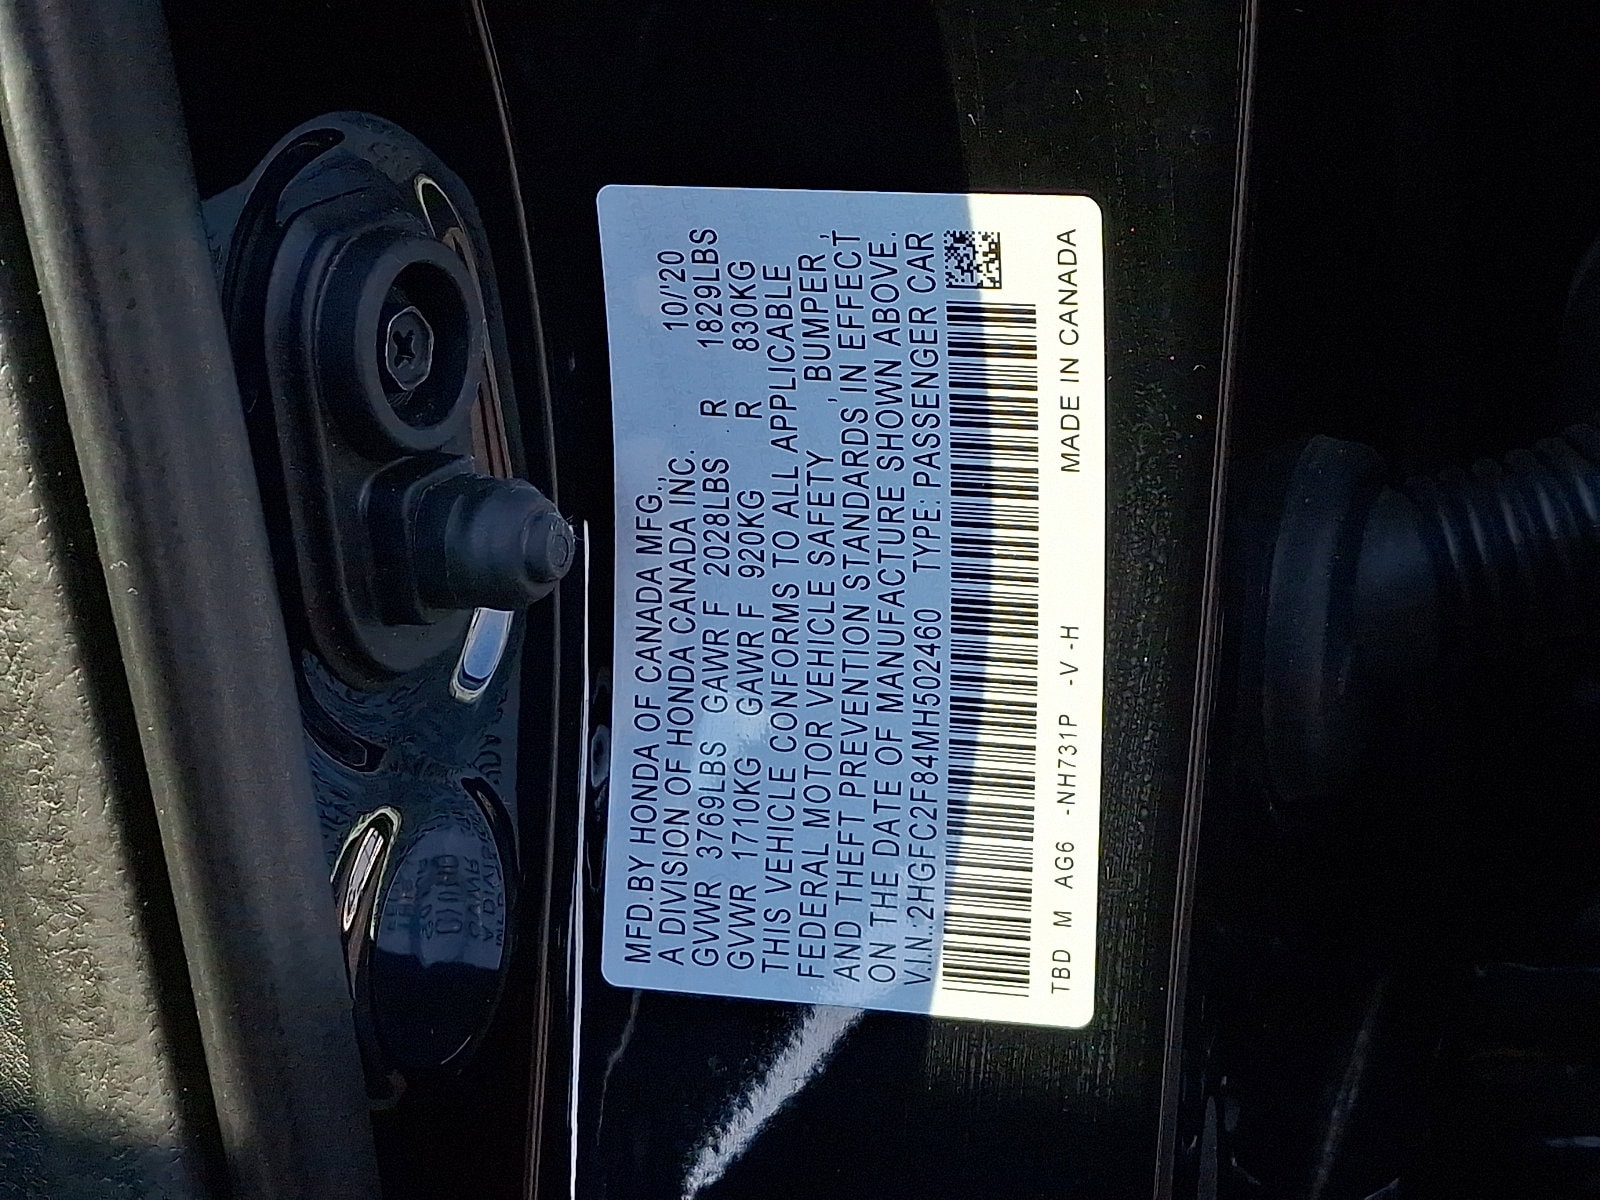 MFD.BY HONDA OF CANADA MFG.,
A DIVISION OF HONDA CANADA INC. 10/'20
GVWR 3769LBS GAWR F 2028LBS R 1829LBS
GVWR 1710KG GAWR F 920KG R 830KG
THIS VEHICLE CONFORMS TO ALL APPLICABLE
FEDERAL MOTOR VEHICLE SAFETY, BUMPER,
AND THEFT PREVENTION STANDARDS IN EFFECT
ON THE DATE OF MANUFACTURE SHOWN ABOVE.
V.I.N.:2HGFC2F84MH502460 TYPE: PASSENGER CAR
TBD M AG6 -NH731P -V -H MADE IN CANADA